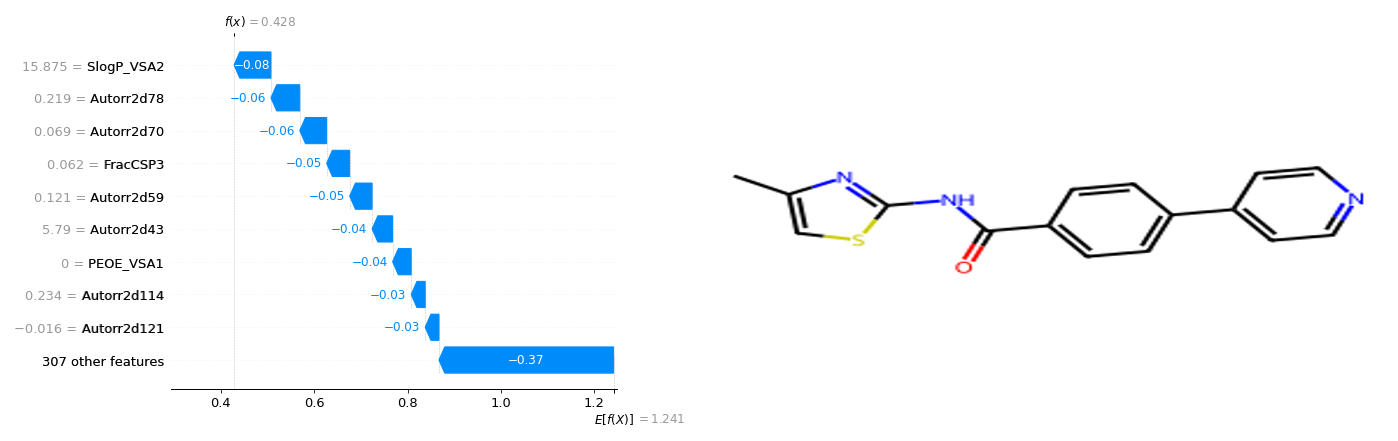 f(x) = 0.428
15.875 = SlogP_VSA2
−0.08
0.219 = Autorr2d78
−0.06
0.069 = Autorr2d70
−0.06
0.062 = FracCSP3
−0.05
0.121 = Autorr2d59
−0.05
5.79 = Autorr2d43
−0.04
0 = PEOE_VSA1
−0.04
0.234 = Autorr2d114
−0.03
−0.016 = Autorr2d121
−0.03
307 other features
−0.37
0.4 0.6 0.8 1.0 1.2
E[f(X)] = 1.241
N
NH
S
O
N